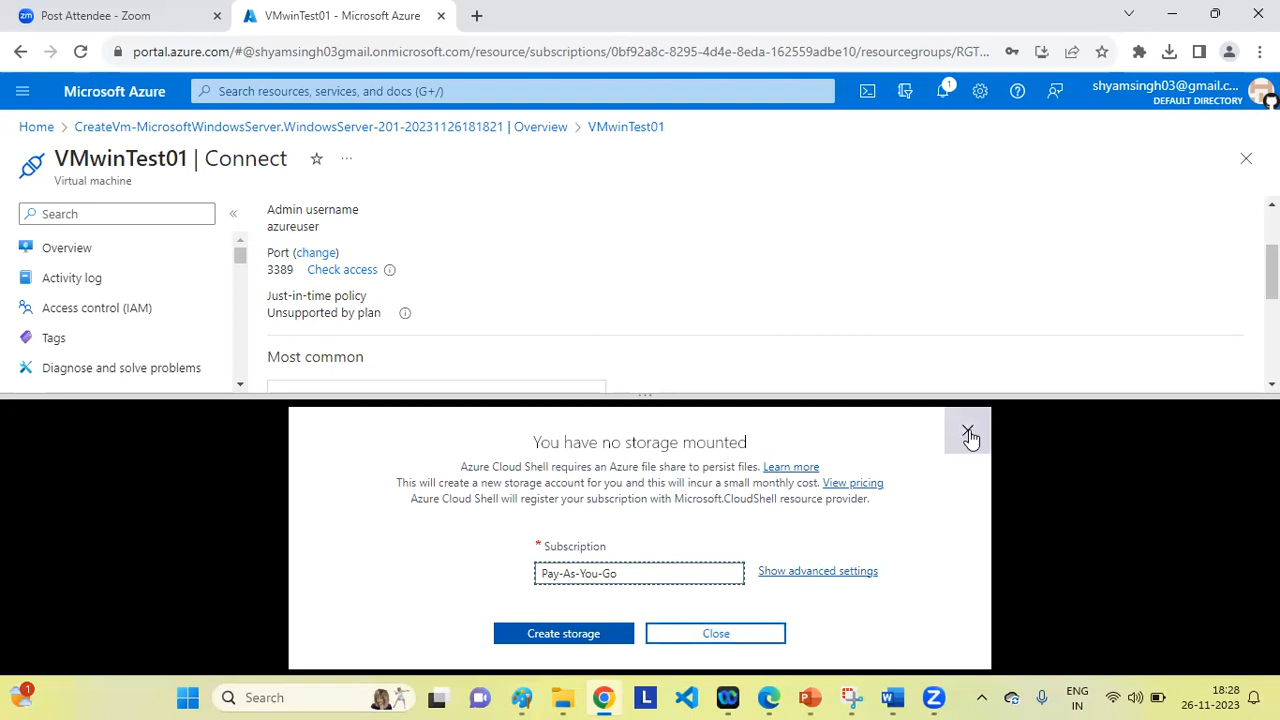 Post Attendee - Zoom
VMwinTest01 - Microsoft Azure
portal.azure.com/#@shyamsingh03gmail.onmicrosoft.com/resource/subscriptions/0bf92a8c-8295-4d4e-8eda-162559adbe10/resourcegroups/RGT...
Microsoft Azure
Search resources, services, and docs (G+/)
1
shyamsingh03@gmail.c...
DEFAULT DIRECTORY
Home > CreateVm-MicrosoftWindowsServer.WindowsServer-201-20231126181821 | Overview > VMwinTest01
VMwinTest01 | Connect
Virtual machine
Search
Overview
Activity log
Access control (IAM)
Tags
Diagnose and solve problems
Admin username
azureuser
Port (change)
3389 Check access
Just-in-time policy
Unsupported by plan
Most common
You have no storage mounted
Azure Cloud Shell requires an Azure file share to persist files. Learn more
This will create a new storage account for you and this will incur a small monthly cost. View pricing
Azure Cloud Shell will register your subscription with Microsoft.CloudShell resource provider.
* Subscription
Pay-As-You-Go
Show advanced settings
Create storage
Close
1
Search
ENG
IN
18:28
26-11-2023